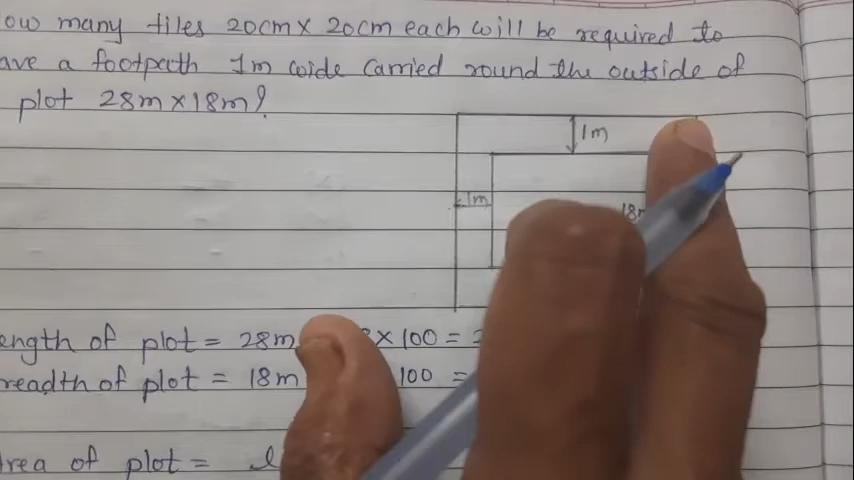 ow many tiles 20cm x 20cm each will be required to
ave a footpath 1m wide carried round the outside of
plot 28m x 18m?
1m
1m
18m
ength of plot = 28m × 100 =
readth of plot = 18m 100 =
rea of plot = l